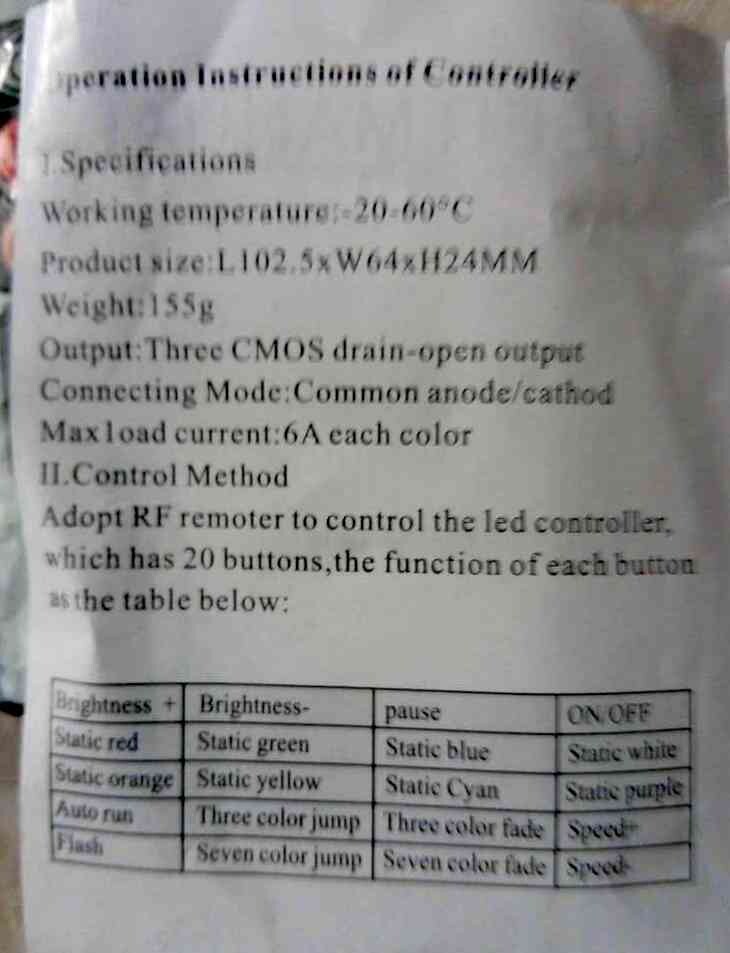 peration Instructions of Controller
I.Specifications
Working temperature:-20-60°C
Product size:L102.5xW64xH24MM
Weight:155g
Output:Three CMOS drain-open output
Connecting Mode:Common anode/cathod
Max load current:6A each color
II.Control Method
Adopt RF remoter to control the led controller,
which has 20 buttons,the function of each button
as the table below:
Brightness + Brightness- pause ON/OFF
Static red Static green Static blue Static white
Static orange Static yellow Static Cyan Static purple
Auto run Three color jump Three color fade Speed+
Flash Seven color jump Seven color fade Speed-